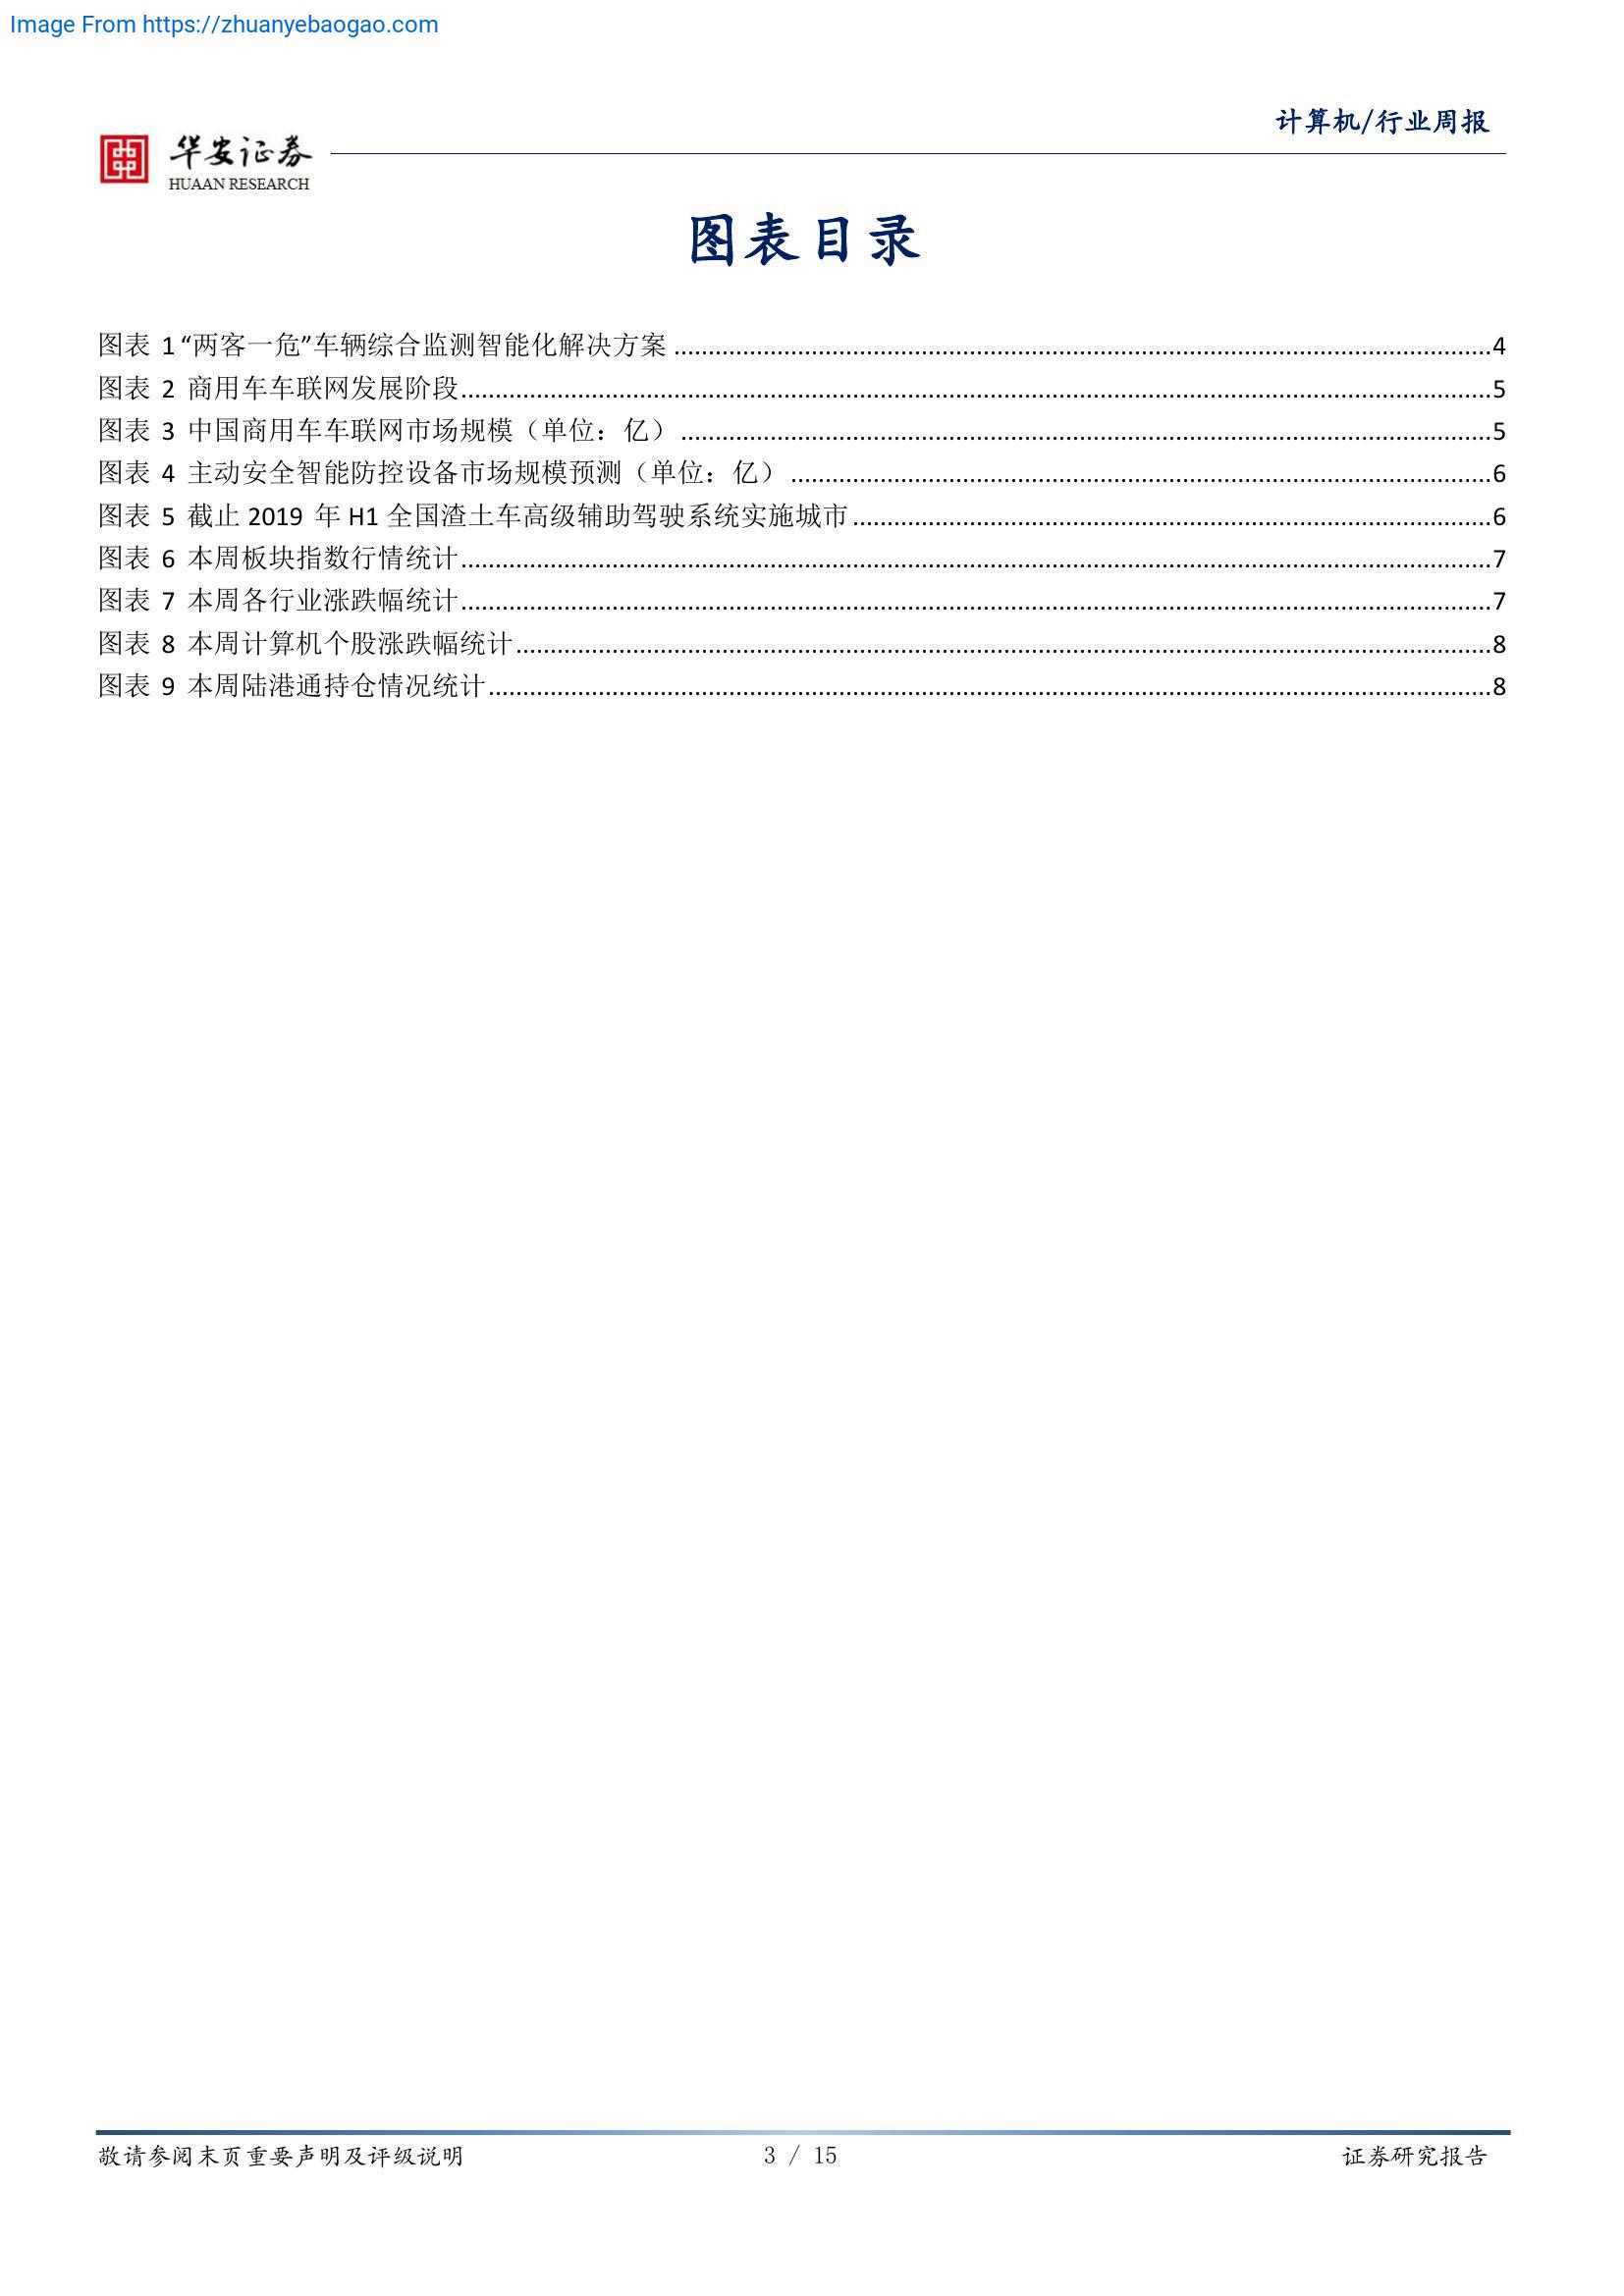 Image From https://zhuanyebaogao.com
计算机/行业周报
华安证券
HUAAN RESEARCH
图表目录
图表 1“两客一危”车辆综合监测智能化解决方案........................4
图表 2 商用车车联网发展阶段........................5
图表 3 中国商用车车联网市场规模（单位：亿）........................5
图表 4 主动安全智能防控设备市场规模预测（单位：亿）........................6
图表 5 截止 2019 年 H1 全国渣土车高级辅助驾驶系统实施城市........................6
图表 6 本周板块指数行情统计........................7
图表 7 本周各行业涨跌幅统计........................7
图表 8 本周计算机个股涨跌幅统计........................8
图表 9 本周陆港通持仓情况统计........................8
敬请参阅末页重要声明及评级说明 3 / 15 证券研究报告